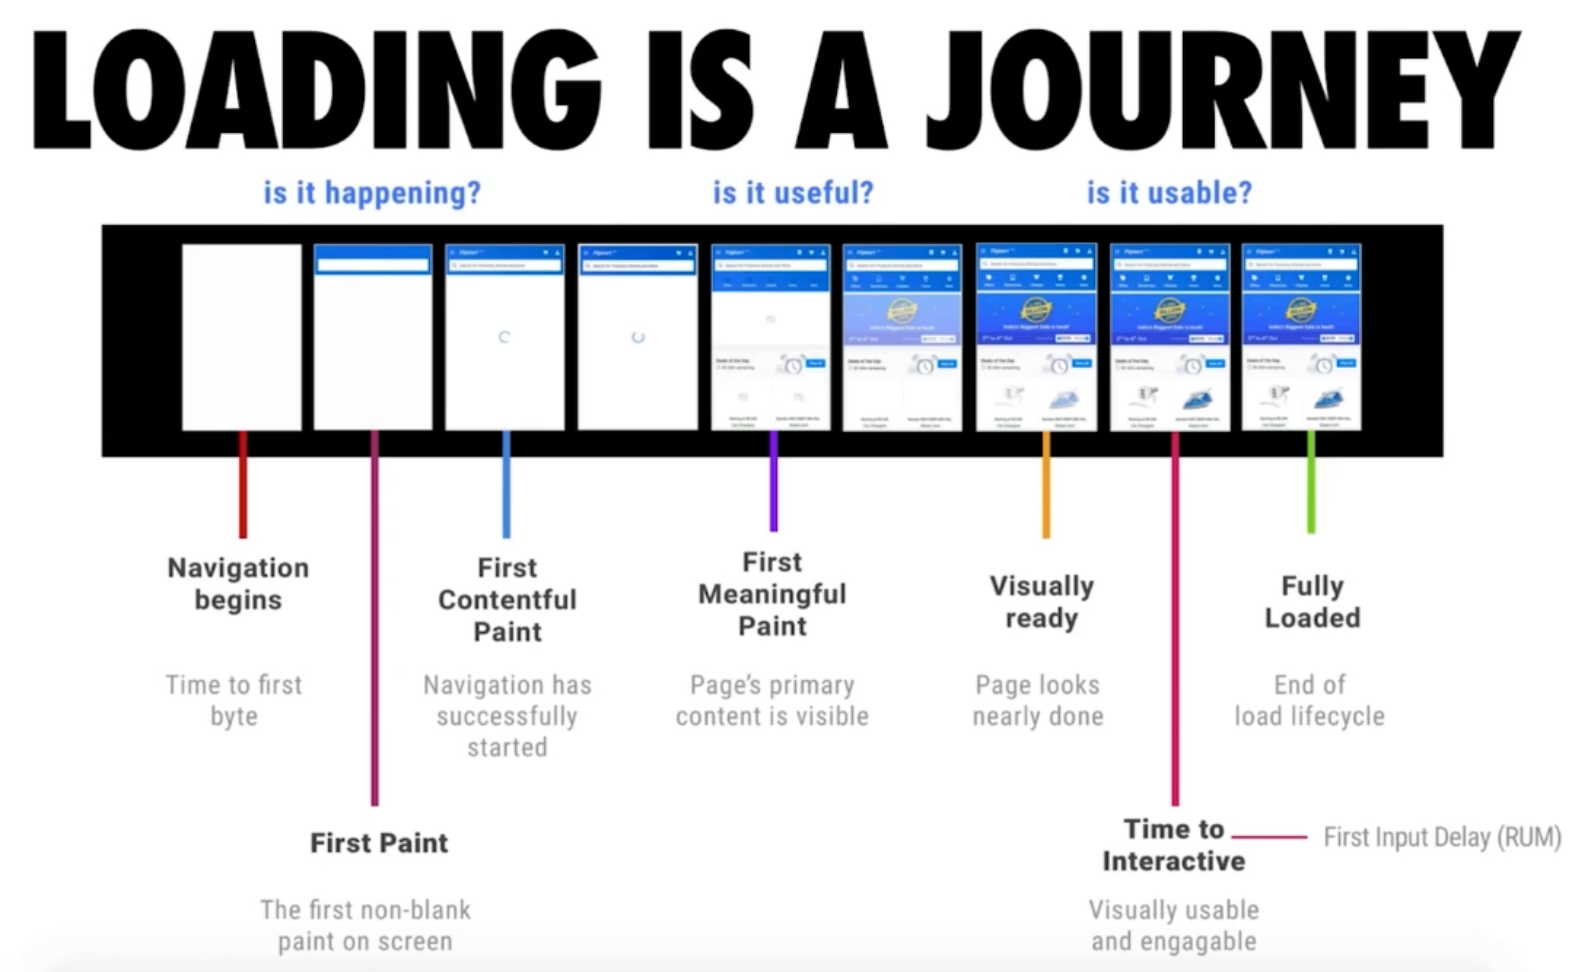 LOADING IS A JOURNEY
is it happening?
is it useful?
is it usable?
Navigation
begins
Time to first
byte
First Paint
The first non-blank
paint on screen
First
Contentful
Paint
Navigation has
successfully
started
First
Meaningful
Paint
Page's primary
content is visible
Visually
ready
Page looks
nearly done
Time to
Interactive
Visually usable
and engagable
First Input Delay (RUM)
Fully
Loaded
End of
load lifecycle